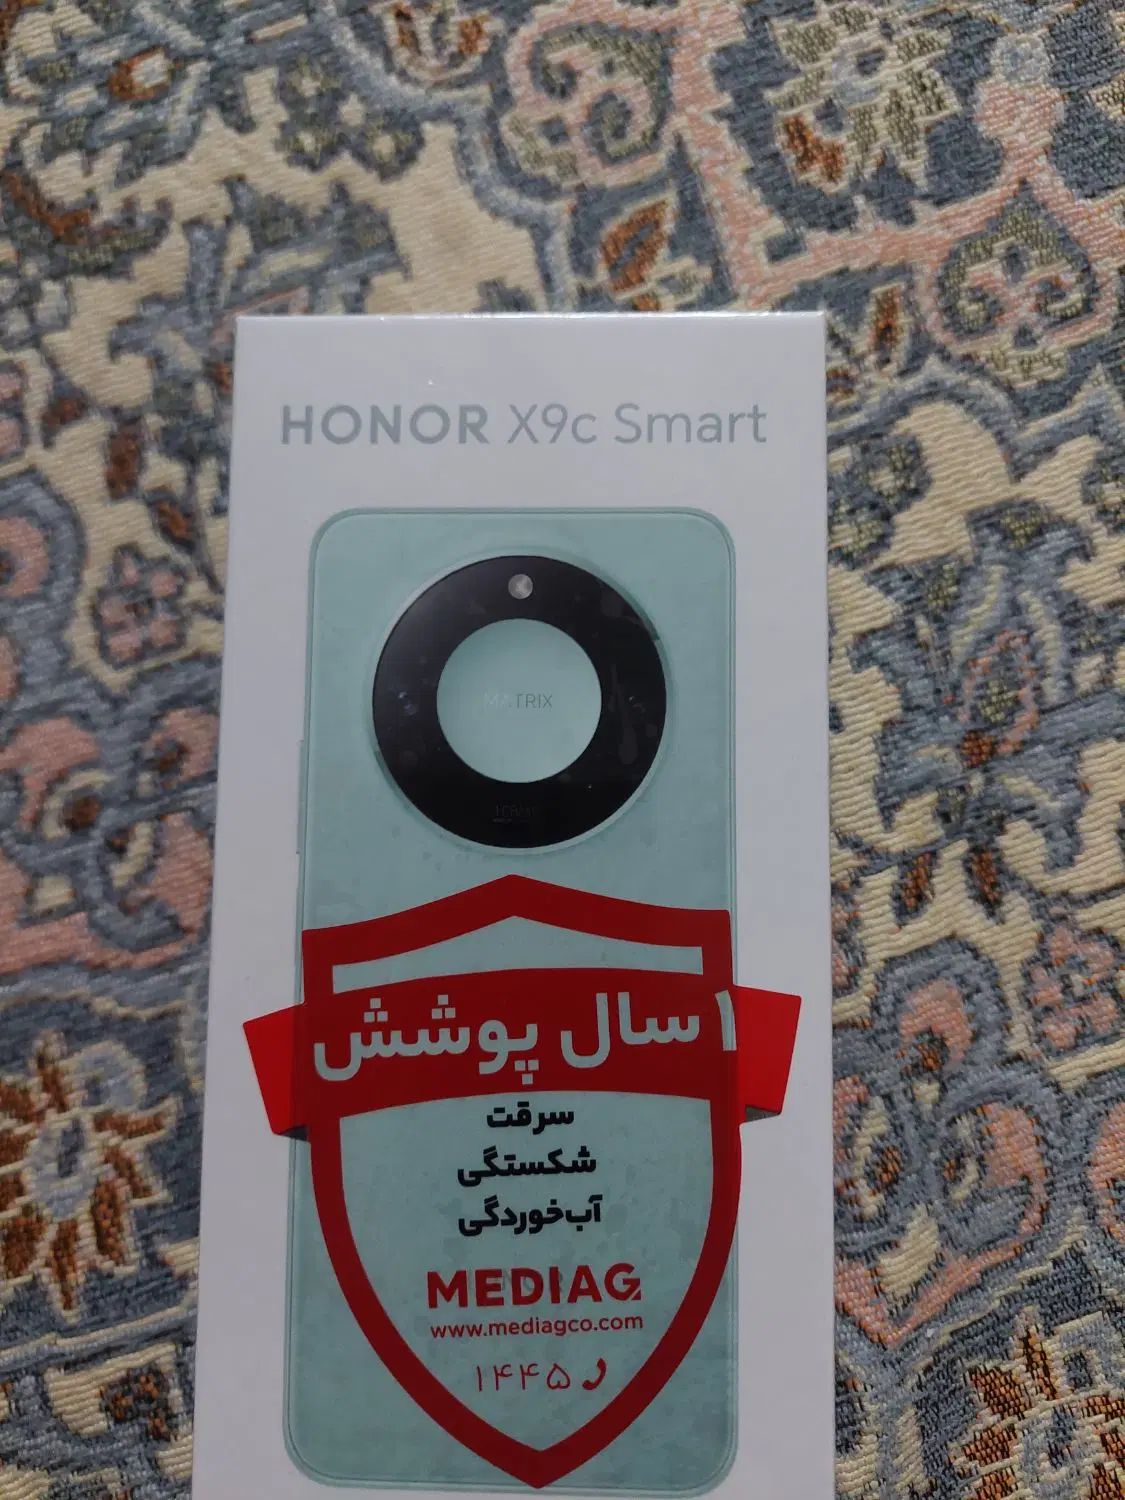 HONOR X9c Smart
MATRIX
۱ سال پوشش
سرقت
شکستگی
آب‌خوردگی
MEDIAG
www.mediagco.com
۱۴۴۵